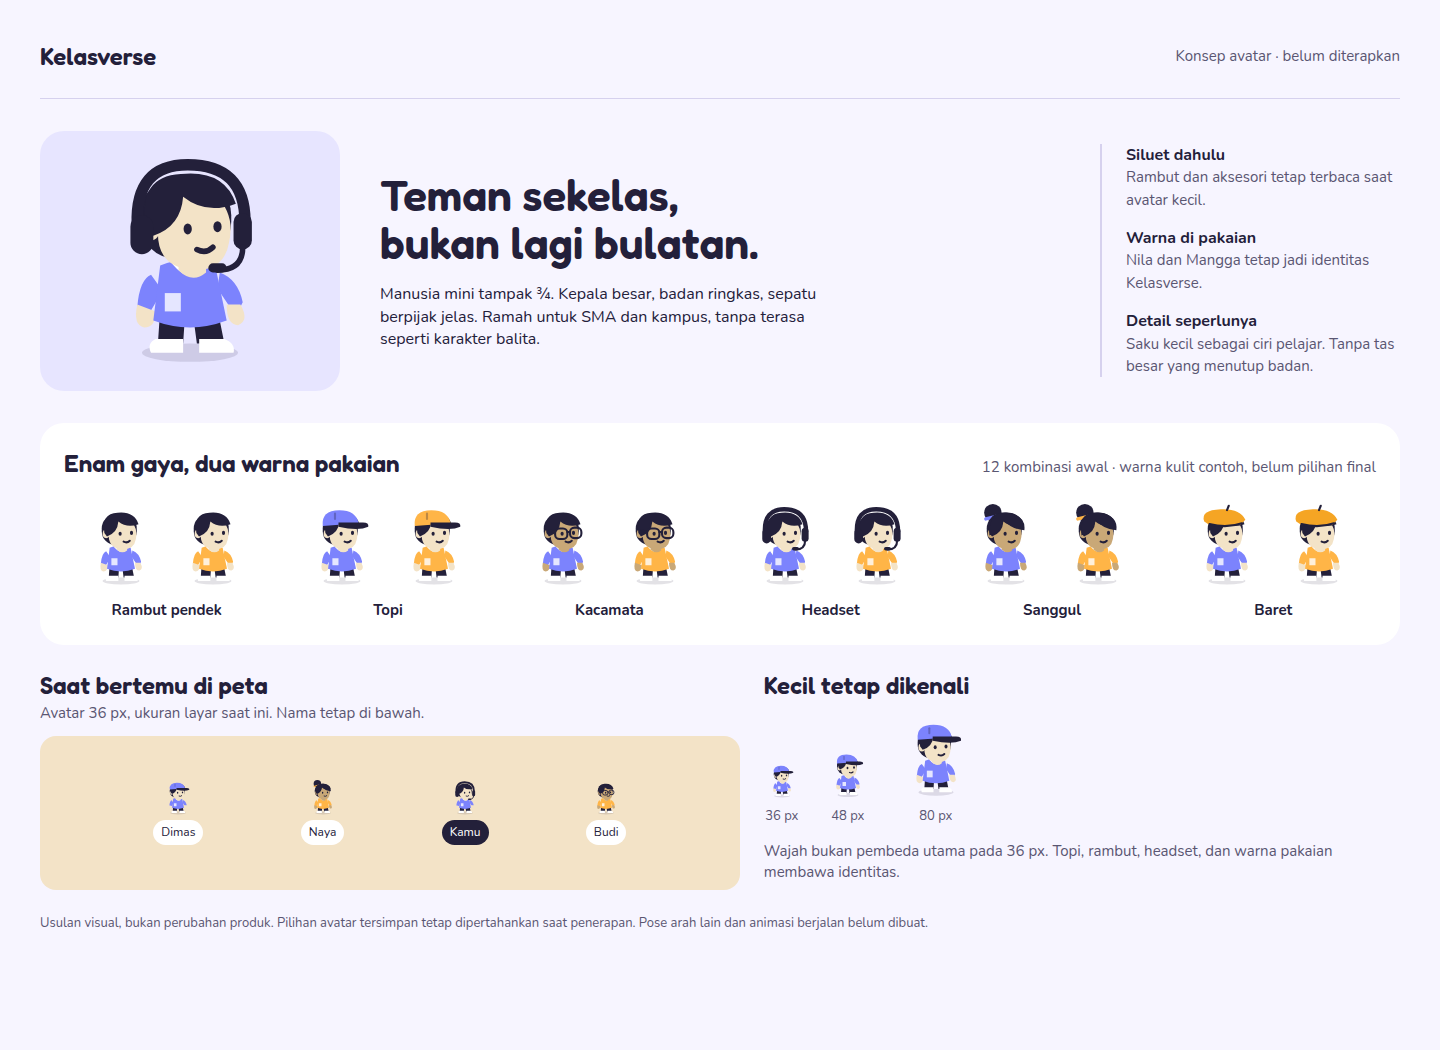 Kelasverse
Konsep avatar · belum diterapkan
Teman sekelas,
bukan lagi bulatan.
Manusia mini tampak ¾. Kepala besar, badan ringkas, sepatu
berpijak jelas. Ramah untuk SMA dan kampus, tanpa terasa
seperti karakter balita.
Siluet dahulu
Rambut dan aksesori tetap terbaca saat
avatar kecil.
Warna di pakaian
Nila dan Mangga tetap jadi identitas
Kelasverse.
Detail seperlunya
Saku kecil sebagai ciri pelajar. Tanpa tas
besar yang menutup badan.
Enam gaya, dua warna pakaian
12 kombinasi awal · warna kulit contoh, belum pilihan final
Rambut pendek
Topi
Kacamata
Headset
Sanggul
Baret
Saat bertemu di peta
Avatar 36 px, ukuran layar saat ini. Nama tetap di bawah.
Dimas
Naya
Kamu
Budi
Kecil tetap dikenali
36 px
48 px
80 px
Wajah bukan pembeda utama pada 36 px. Topi, rambut, headset, dan warna pakaian
membawa identitas.
Usulan visual, bukan perubahan produk. Pilihan avatar tersimpan tetap dipertahankan saat penerapan. Pose arah lain dan animasi berjalan belum dibuat.